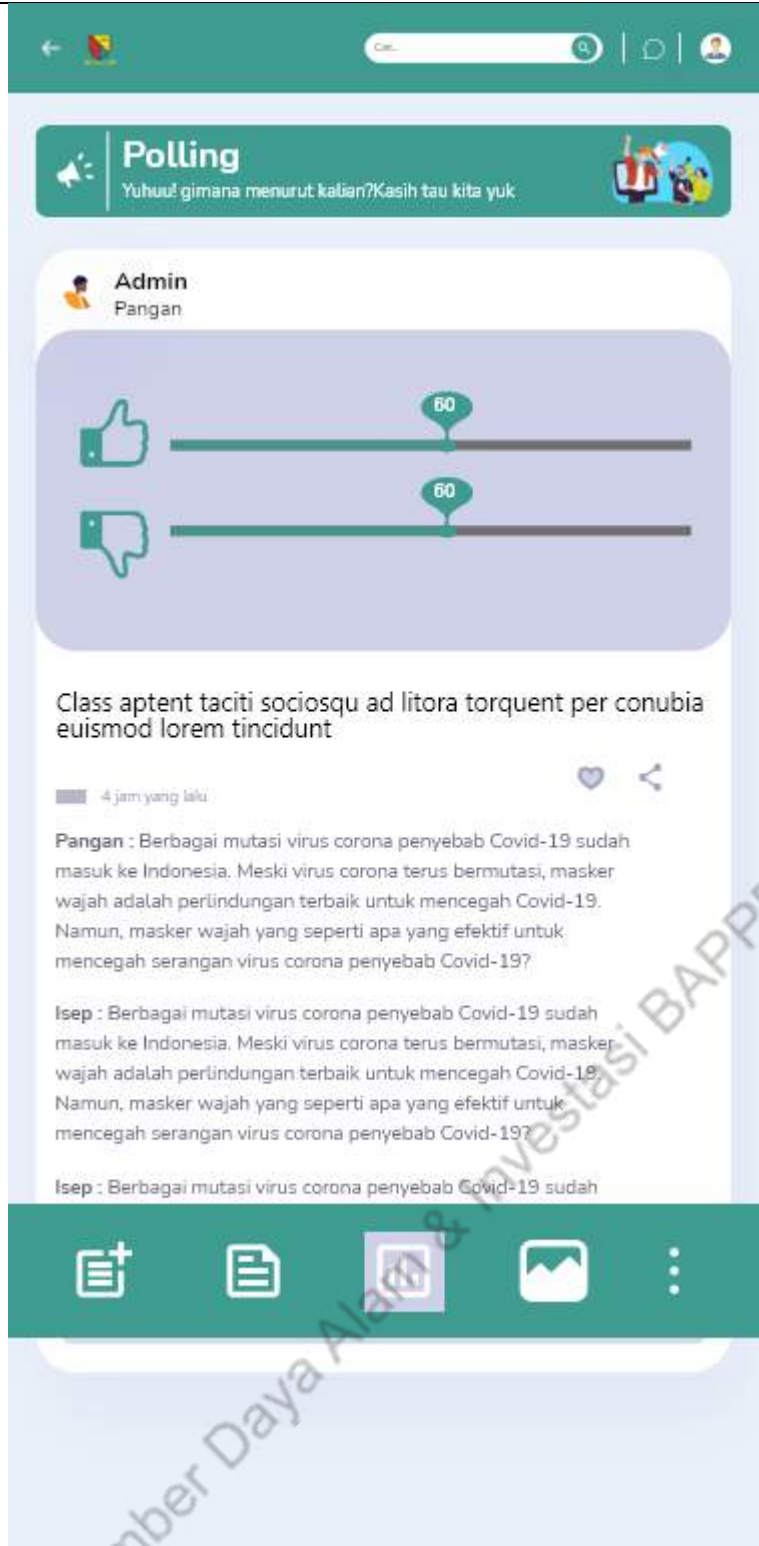 Cari...
Polling
Yuhuu! gimana menurut kalian?Kasih tau kita yuk
Admin
Pangan
60
60
Class aptent taciti sociosqu ad litora torquent per conubia
euismod lorem tincidunt
4 jam yang lalu
Pangan : Berbagai mutasi virus corona penyebab Covid-19 sudah
masuk ke Indonesia. Meski virus corona terus bermutasi, masker
wajah adalah perlindungan terbaik untuk mencegah Covid-19.
Namun, masker wajah yang seperti apa yang efektif untuk
mencegah serangan virus corona penyebab Covid-19?
Isep : Berbagai mutasi virus corona penyebab Covid-19 sudah
masuk ke Indonesia. Meski virus corona terus bermutasi, masker
wajah adalah perlindungan terbaik untuk mencegah Covid-19.
Namun, masker wajah yang seperti apa yang efektif untuk
mencegah serangan virus corona penyebab Covid-19?
Isep : Berbagai mutasi virus corona penyebab Covid-19 sudah
Daya Alam & Investasi